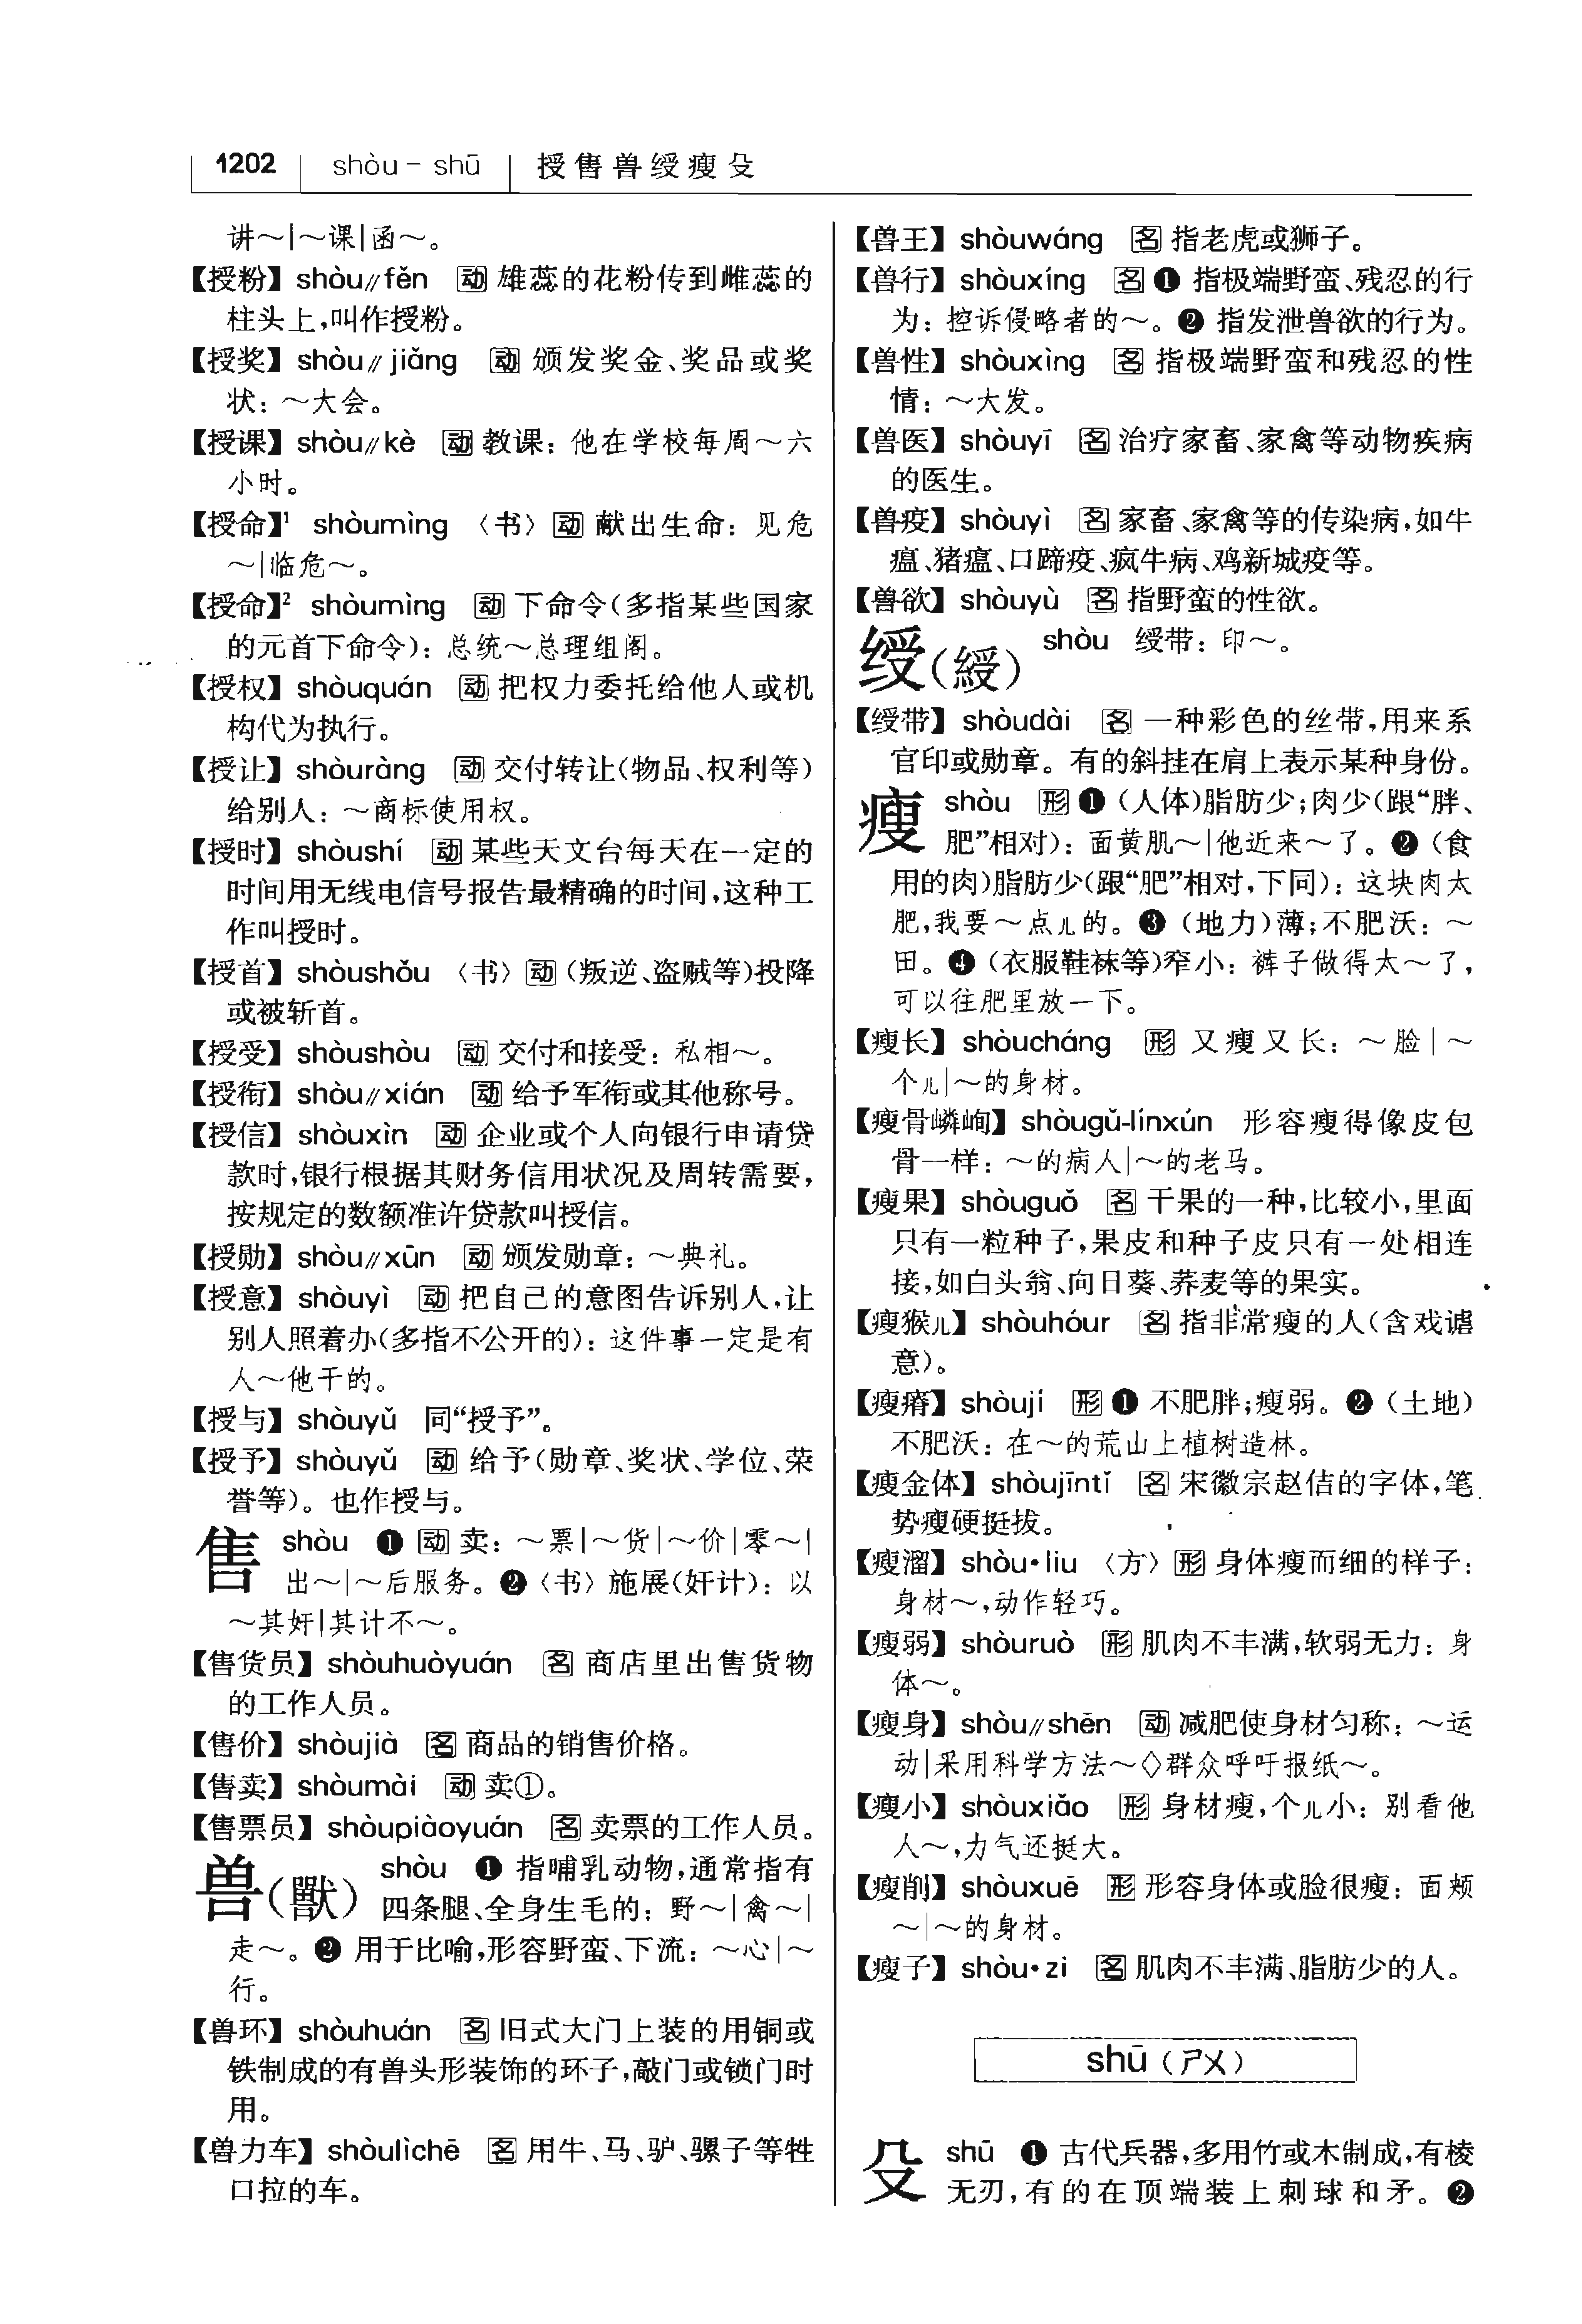 1202 shòu－shū 授售兽绶瘦殳
讲～|～课|函～。
【授粉】 shòu∥fěn 动 雄蕊的花粉传到雌蕊的
柱头上，叫作授粉。
【授奖】 shòu∥jiǎng 动 颁发奖金、奖品或奖
状：～大会。
【授课】 shòu∥kè 动 教课：他在学校每周～六
小时。
【授命】¹ shòumìng 〈书〉 动 献出生命：见危
～|临危～。
【授命】² shòumìng 动 下命令（多指某些国家
的元首下命令）：总统～总理组阁。
【授权】 shòuquán 动 把权力委托给他人或机
构代为执行。
【授让】 shòuràng 动 交付转让（物品、权利等）
给别人：～商标使用权。
【授时】 shòushí 动 某些天文台每天在一定的
时间用无线电信号报告最精确的时间，这种工
作叫授时。
【授首】 shòushǒu 〈书〉 动 （叛逆、盗贼等）投降
或被斩首。
【授受】 shòushòu 动 交付和接受：私相～。
【授衔】 shòu∥xián 动 给予军衔或其他称号。
【授信】 shòuxìn 动 企业或个人向银行申请贷
款时，银行根据其财务信用状况及周转需要，
按规定的数额准许贷款叫授信。
【授勋】 shòu∥xūn 动 颁发勋章：～典礼。
【授意】 shòuyì 动 把自己的意图告诉别人，让
别人照着办（多指不公开的）：这件事一定是有
人～他干的。
【授与】 shòuyǔ 同“授予”。
【授予】 shòuyǔ 动 给予（勋章、奖状、学位、荣
誉等）。也作授与。
售 shòu ❶ 动 卖：～票|～货|～价|零～|
出～|～后服务。❷〈书〉施展（奸计）：以
～其奸|其计不～。
【售货员】 shòuhuòyuán 名 商店里出售货物
的工作人员。
【售价】 shòujià 名 商品的销售价格。
【售卖】 shòumài 动 卖①。
【售票员】 shòupiàoyuán 名 卖票的工作人员。
兽（獸） shòu ❶ 指哺乳动物，通常指有
四条腿、全身生毛的：野～|禽～|
走～。❷ 用于比喻，形容野蛮、下流：～心|～
行。
【兽环】 shòuhuán 名 旧式大门上装的用铜或
铁制成的有兽头形装饰的环子，敲门或锁门时
用。
【兽力车】 shòulìchē 名 用牛、马、驴、骡子等牲
口拉的车。
【兽王】 shòuwáng 名 指老虎或狮子。
【兽行】 shòuxíng 名 ❶ 指极端野蛮、残忍的行
为：控诉侵略者的～。❷ 指发泄兽欲的行为。
【兽性】 shòuxìng 名 指极端野蛮和残忍的性
情：～大发。
【兽医】 shòuyī 名 治疗家畜、家禽等动物疾病
的医生。
【兽疫】 shòuyì 名 家畜、家禽等的传染病，如牛
瘟、猪瘟、口蹄疫、疯牛病、鸡新城疫等。
【兽欲】 shòuyù 名 指野蛮的性欲。
绶（綬） shòu 绶带：印～。
【绶带】 shòudài 名 一种彩色的丝带，用来系
官印或勋章。有的斜挂在肩上表示某种身份。
瘦 shòu 形 ❶（人体）脂肪少；肉少（跟“胖、
肥”相对）：面黄肌～|他近来～了。❷（食
用的肉）脂肪少（跟“肥”相对，下同）：这块肉太
肥，我要～点儿的。❸（地力）薄；不肥沃：～
田。❹（衣服鞋袜等）窄小：裤子做得太～了，
可以往肥里放一下。
【瘦长】 shòucháng 形 又瘦又长：～脸|～
个儿|～的身材。
【瘦骨嶙峋】 shòugǔ-línxún 形容瘦得像皮包
骨一样：～的病人|～的老马。
【瘦果】 shòuguǒ 名 干果的一种，比较小，里面
只有一粒种子，果皮和种子皮只有一处相连
接，如白头翁、向日葵、荞麦等的果实。
【瘦猴儿】 shòuhóur 名 指非常瘦的人（含戏谑
意）。
【瘦瘠】 shòují 形 ❶ 不肥胖；瘦弱。❷（土地）
不肥沃：在～的荒山上植树造林。
【瘦金体】 shòujīntǐ 名 宋徽宗赵佶的字体，笔
势瘦硬挺拔。
【瘦溜】 shòu·liu 〈方〉 形 身体瘦而细的样子：
身材～，动作轻巧。
【瘦弱】 shòuruò 形 肌肉不丰满，软弱无力：身
体～。
【瘦身】 shòu∥shēn 动 减肥使身材匀称：～运
动|采用科学方法～◇群众呼吁报纸～。
【瘦小】 shòuxiǎo 形 身材瘦，个儿小：别看他
人～，力气还挺大。
【瘦削】 shòuxuē 形 形容身体或脸很瘦：面颊
～|～的身材。
【瘦子】 shòu·zi 名 肌肉不丰满、脂肪少的人。
shū（ㄕㄨ）
殳 shū ❶ 古代兵器，多用竹或木制成，有棱
无刃，有的在顶端装上刺球和矛。❷